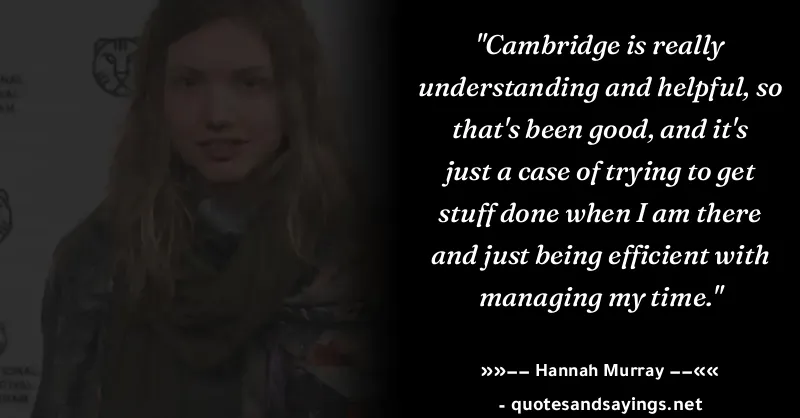 "Cambridge is really
understanding and helpful, so
that's been good, and it's
just a case of trying to get
stuff done when I am there
and just being efficient with
managing my time."
»»–– Hannah Murray ––««
- quotesandsayings.net